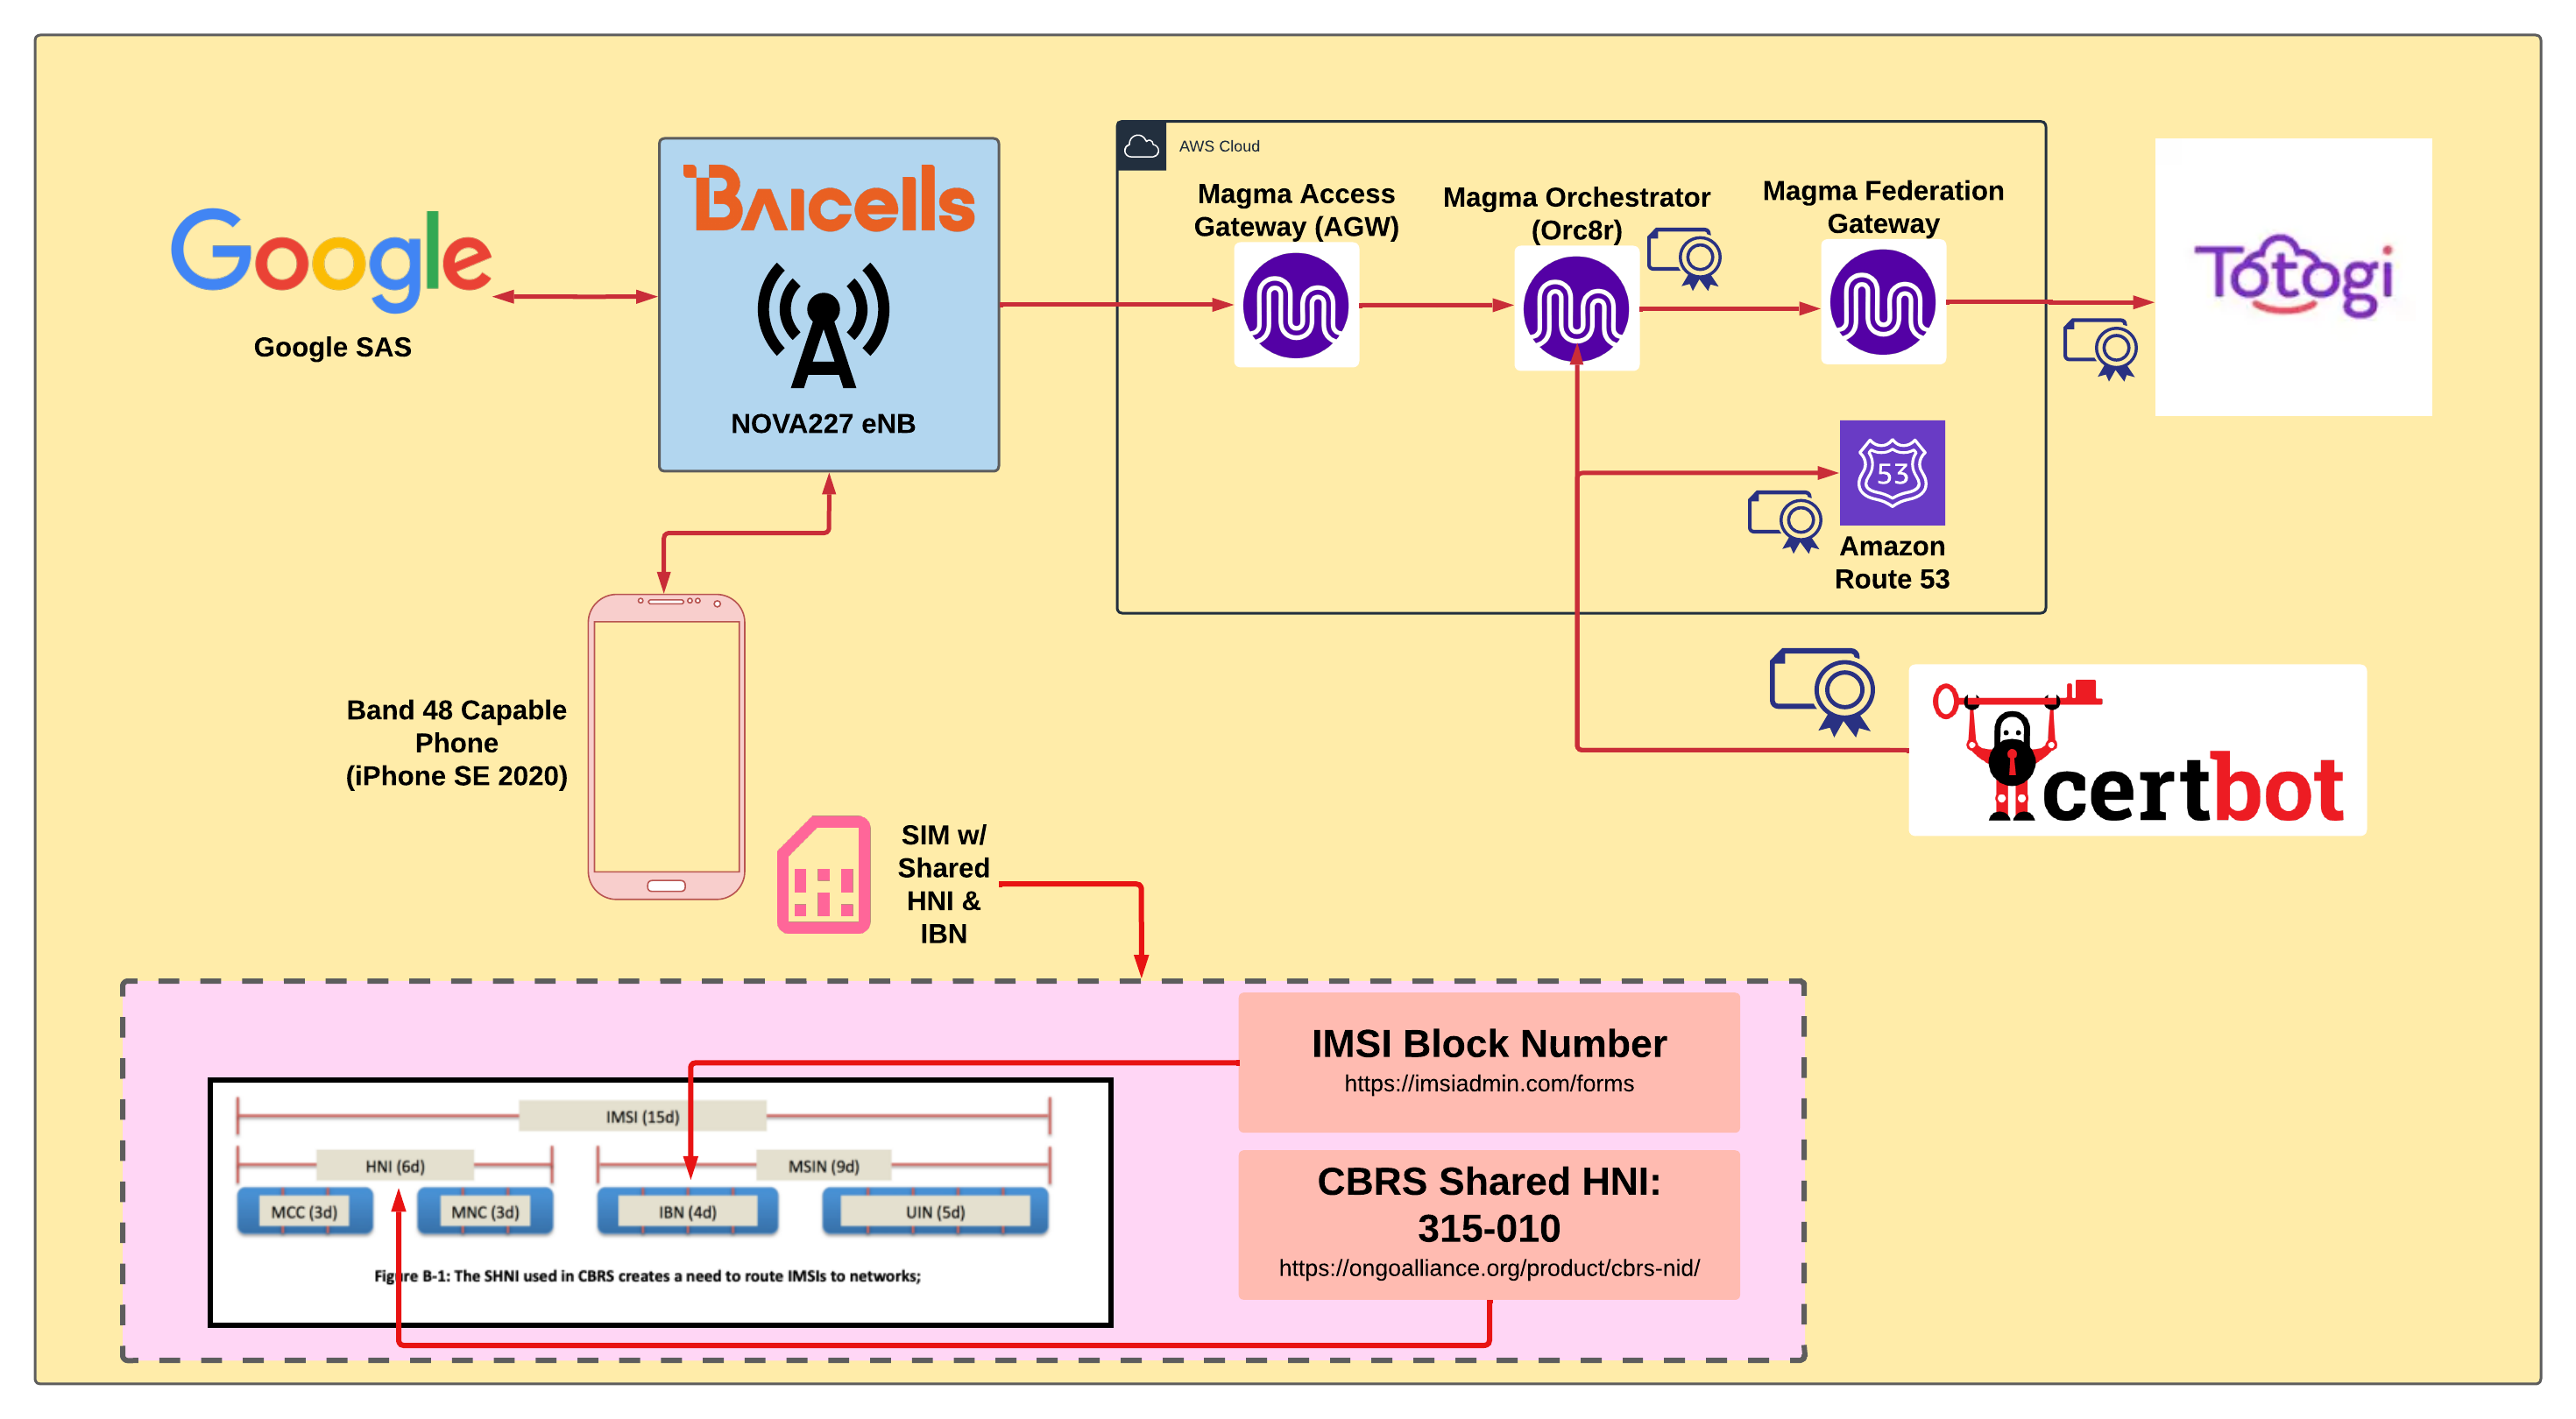 AWS Cloud
Baicells
Google
Google SAS
NOVA227 eNB
Magma Access
Gateway (AGW)
Magma Orchestrator
(Orc8r)
Magma Federation
Gateway
Totogi
53
Amazon
Route 53
certbot
Band 48 Capable
Phone
(iPhone SE 2020)
SIM w/
Shared
HNI &
IBN
IMSI Block Number
https://imsiadmin.com/forms
CBRS Shared HNI:
315-010
https://ongoalliance.org/product/cbrs-nid/
IMSI (15d)
HNI (6d)
MSIN (9d)
MCC (3d)
MNC (3d)
IBN (4d)
UIN (5d)
Figure B-1: The SHNI used in CBRS creates a need to route IMSIs to networks;